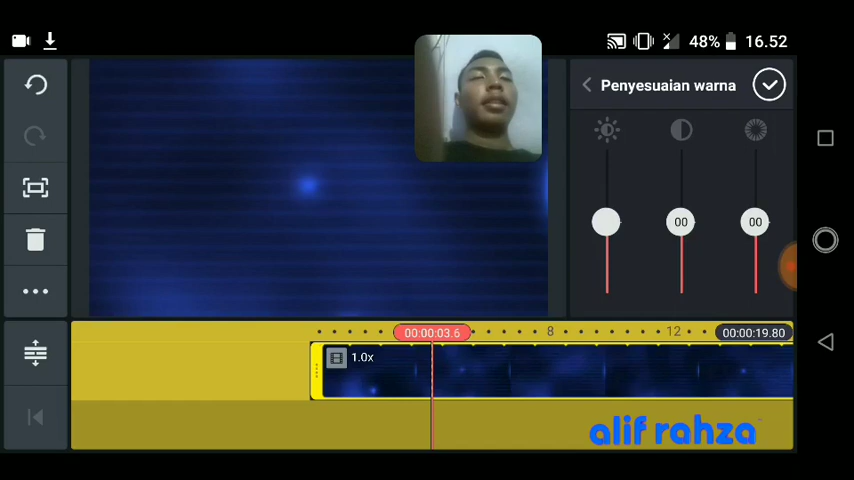 48% 16.52
Penyesuaian warna
00 00
00:00:03.6 8 12 00:00:19.80
1.0x
alif rahza